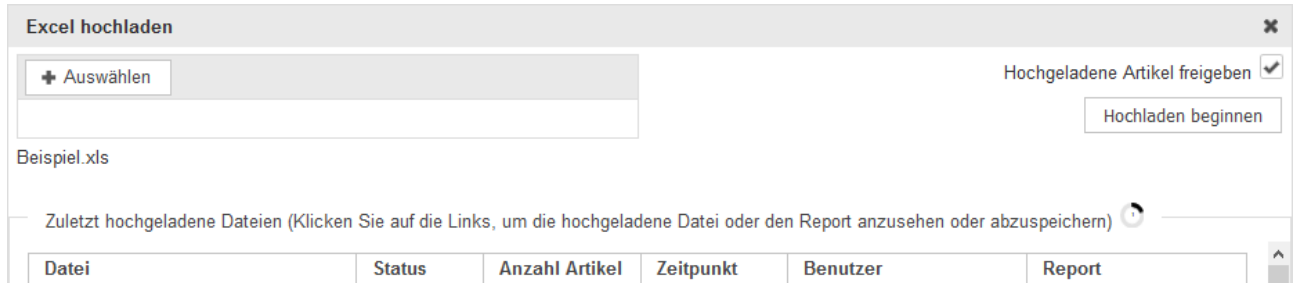 Excel hochladen
Auswählen
Hochgeladene Artikel freigeben
Hochladen beginnen
Beispiel.xls
Zuletzt hochgeladene Dateien (Klicken Sie auf die Links, um die hochgeladene Datei oder den Report anzusehen oder abzuspeichern)
Datei Status Anzahl Artikel Zeitpunkt Benutzer Report